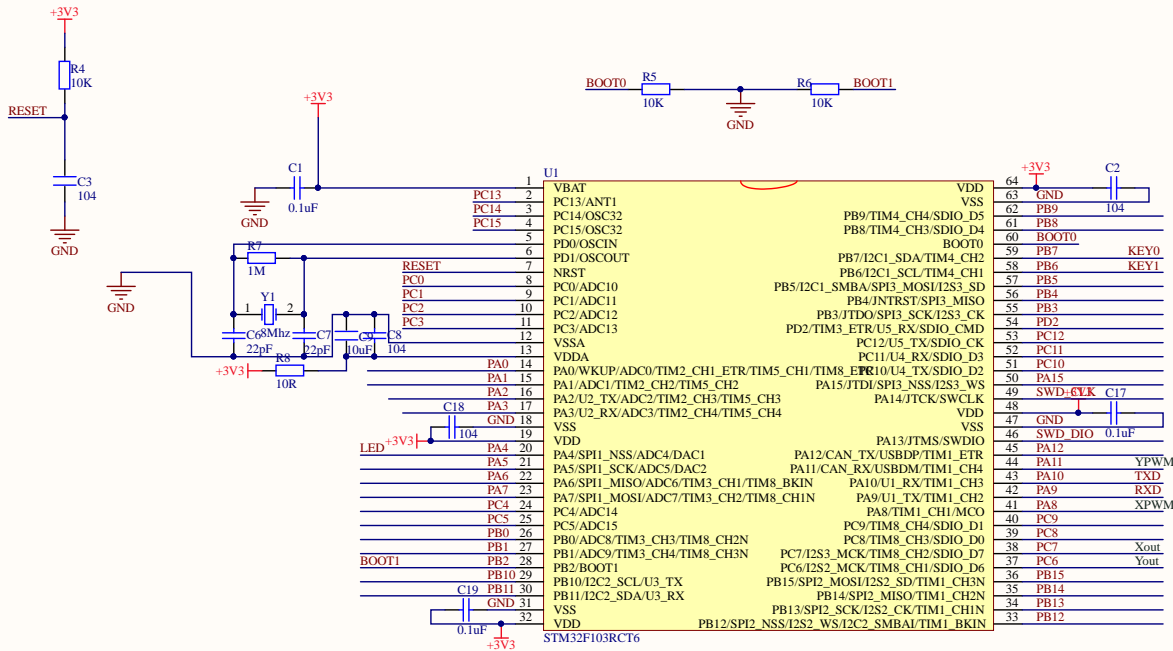 +3V3
R4
10K
RESET
C3
104
GND
BOOT0
R5
10K
GND
R6
10K
BOOT1
+3V3
C1
0.1uF
GND
GND
R7
1M
Y1
1
2
8Mhz
C6
22pF
C7
22pF
C9
10uF
C8
104
+3V3
R8
10R
C18
104
+3V3
C19
0.1uF
+3V3
U1
1 VBAT
PC13 2 PC13/ANT1
PC14 3 PC14/OSC32
PC15 4 PC15/OSC32
5 PD0/OSCIN
6 PD1/OSCOUT
RESET 7 NRST
PC0 8 PC0/ADC10
PC1 9 PC1/ADC11
PC2 10 PC2/ADC12
PC3 11 PC3/ADC13
12 VSSA
13 VDDA
PA0 14 PA0/WKUP/ADC0/TIM2_CH1_ETR/TIM5_CH1/TIM8_ETR
PA1 15 PA1/ADC1/TIM2_CH2/TIM5_CH2
PA2 16 PA2/U2_TX/ADC2/TIM2_CH3/TIM5_CH3
PA3 17 PA3/U2_RX/ADC3/TIM2_CH4/TIM5_CH4
GND 18 VSS
19 VDD
LED PA4 20 PA4/SPI1_NSS/ADC4/DAC1
PA5 21 PA5/SPI1_SCK/ADC5/DAC2
PA6 22 PA6/SPI1_MISO/ADC6/TIM3_CH1/TIM8_BKIN
PA7 23 PA7/SPI1_MOSI/ADC7/TIM3_CH2/TIM8_CH1N
PC4 24 PC4/ADC14
PC5 25 PC5/ADC15
PB0 26 PB0/ADC8/TIM3_CH3/TIM8_CH2N
PB1 27 PB1/ADC9/TIM3_CH4/TIM8_CH3N
BOOT1 PB2 28 PB2/BOOT1
PB10 29 PB10/I2C2_SCL/U3_TX
PB11 30 PB11/I2C2_SDA/U3_RX
GND 31 VSS
32 VDD
STM32F103RCT6
VDD 64
VSS 63 GND
PB9/TIM4_CH4/SDIO_D5 62 PB9
PB8/TIM4_CH3/SDIO_D4 61 PB8
BOOT0 60 BOOT0
PB7/I2C1_SDA/TIM4_CH2 59 PB7 KEY0
PB6/I2C1_SCL/TIM4_CH1 58 PB6 KEY1
PB5/I2C1_SMBA/SPI3_MOSI/I2S3_SD 57 PB5
PB4/JNTRST/SPI3_MISO 56 PB4
PB3/JTDO/SPI3_SCK/I2S3_CK 55 PB3
PD2/TIM3_ETR/U5_RX/SDIO_CMD 54 PD2
PC12/U5_TX/SDIO_CK 53 PC12
PC11/U4_RX/SDIO_D3 52 PC11
PC10/U4_TX/SDIO_D2 51 PC10
PA15/JTDI/SPI3_NSS/I2S3_WS 50 PA15
PA14/JTCK/SWCLK 49 SWD_CLK
VDD 48
VSS 47 GND
PA13/JTMS/SWDIO 46 SWD_DIO
PA12/CAN_TX/USBDP/TIM1_ETR 45 PA12
PA11/CAN_RX/USBDM/TIM1_CH4 44 PA11 YPWM
PA10/U1_RX/TIM1_CH3 43 PA10 TXD
PA9/U1_TX/TIM1_CH2 42 PA9 RXD
PA8/TIM1_CH1/MCO 41 PA8 XPWM
PC9/TIM8_CH4/SDIO_D1 40 PC9
PC8/TIM8_CH3/SDIO_D0 39 PC8
PC7/I2S3_MCK/TIM8_CH2/SDIO_D7 38 PC7 Xout
PC6/I2S2_MCK/TIM8_CH1/SDIO_D6 37 PC6 Yout
PB15/SPI2_MOSI/I2S2_SD/TIM1_CH3N 36 PB15
PB14/SPI2_MISO/TIM1_CH2N 35 PB14
PB13/SPI2_SCK/I2S2_CK/TIM1_CH1N 34 PB13
PB12/SPI2_NSS/I2S2_WS/I2C2_SMBAI/TIM1_BKIN 33 PB12
+3V3
C2
104
+3V3
C17
0.1uF